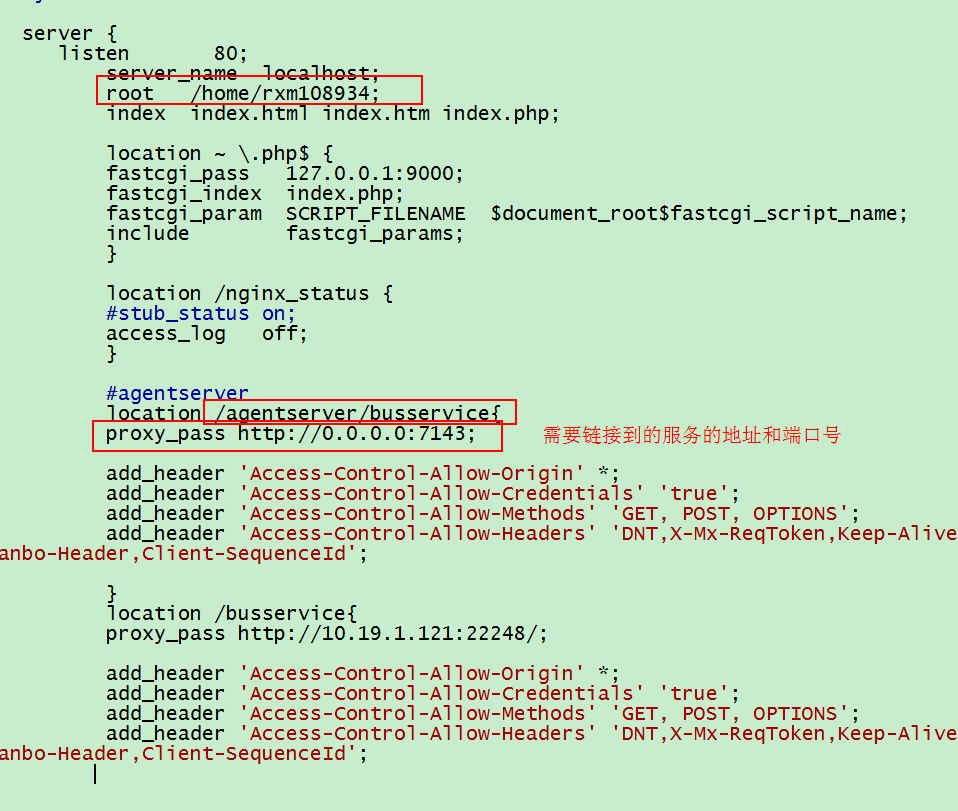 server {
listen 80;
server_name localhost;
root /home/rxm108934;
index index.html index.htm index.php;
location ~ \.php$ {
fastcgi_pass 127.0.0.1:9000;
fastcgi_index index.php;
fastcgi_param SCRIPT_FILENAME $document_root$fastcgi_script_name;
include fastcgi_params;
}
location /nginx_status {
#stub_status on;
access_log off;
}
#agentserver
location /agentserver/busservice{
proxy_pass http://0.0.0.0:7143; 需要链接到的服务的地址和端口号
add_header 'Access-Control-Allow-Origin' *;
add_header 'Access-Control-Allow-Credentials' 'true';
add_header 'Access-Control-Allow-Methods' 'GET, POST, OPTIONS';
add_header 'Access-Control-Allow-Headers' 'DNT,X-Mx-ReqToken,Keep-Alive
anbo-Header,Client-SequenceId';
}
location /busservice{
proxy_pass http://10.19.1.121:22248/;
add_header 'Access-Control-Allow-Origin' *;
add_header 'Access-Control-Allow-Credentials' 'true';
add_header 'Access-Control-Allow-Methods' 'GET, POST, OPTIONS';
add_header 'Access-Control-Allow-Headers' 'DNT,X-Mx-ReqToken,Keep-Alive
anbo-Header,Client-SequenceId';